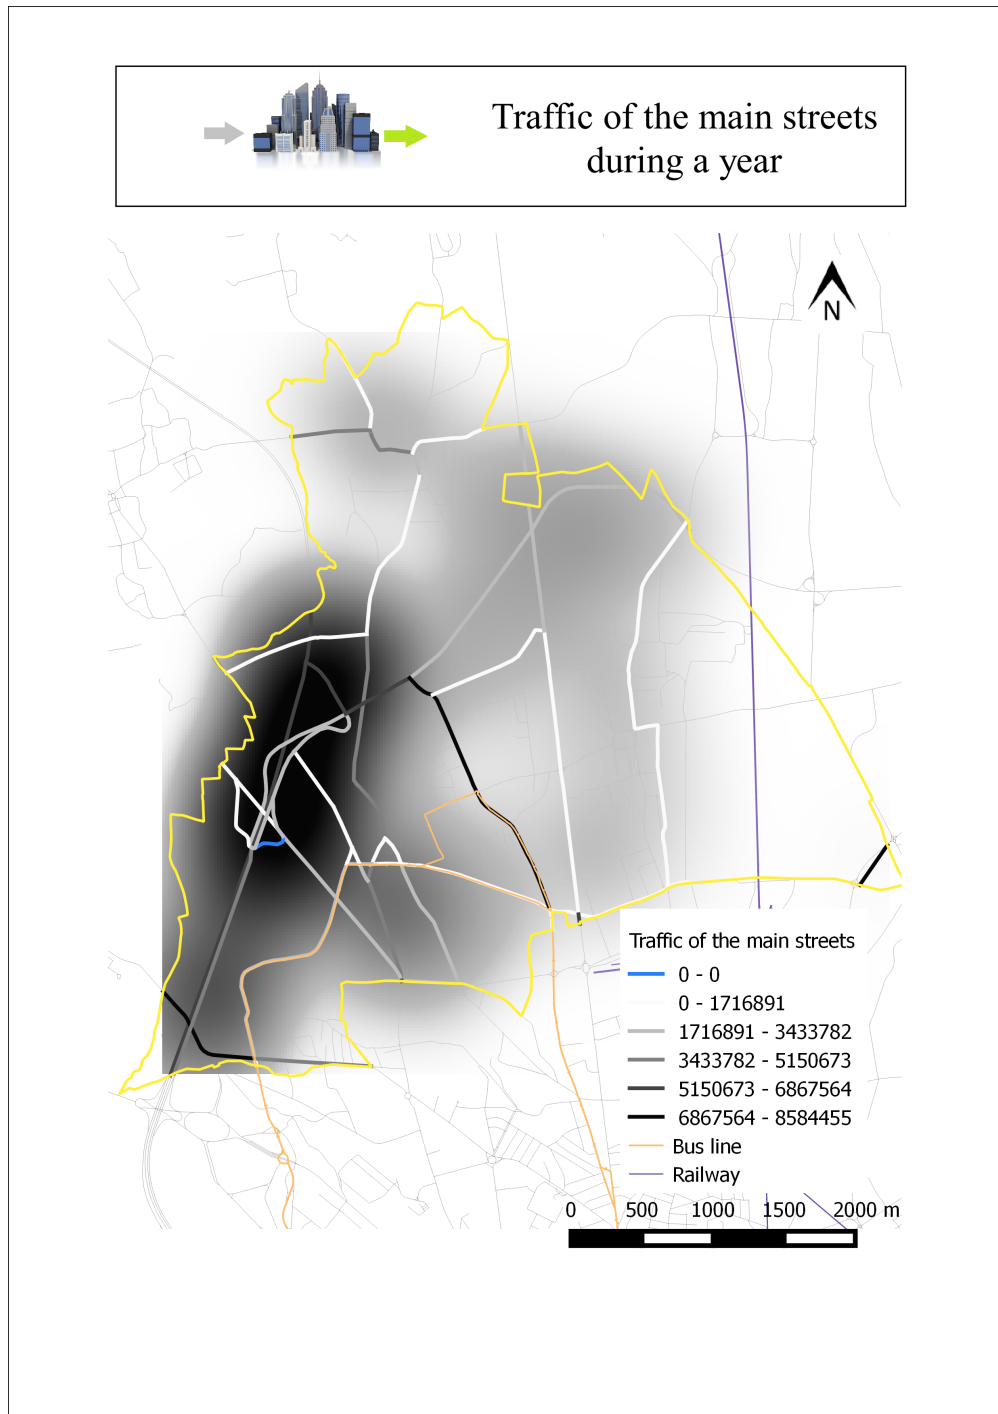 Traffic of the main streets
during a year
N
Traffic of the main streets
0 - 0
0 - 1716891
1716891 - 3433782
3433782 - 5150673
5150673 - 6867564
6867564 - 8584455
Bus line
Railway
0 500 1000 1500 2000 m